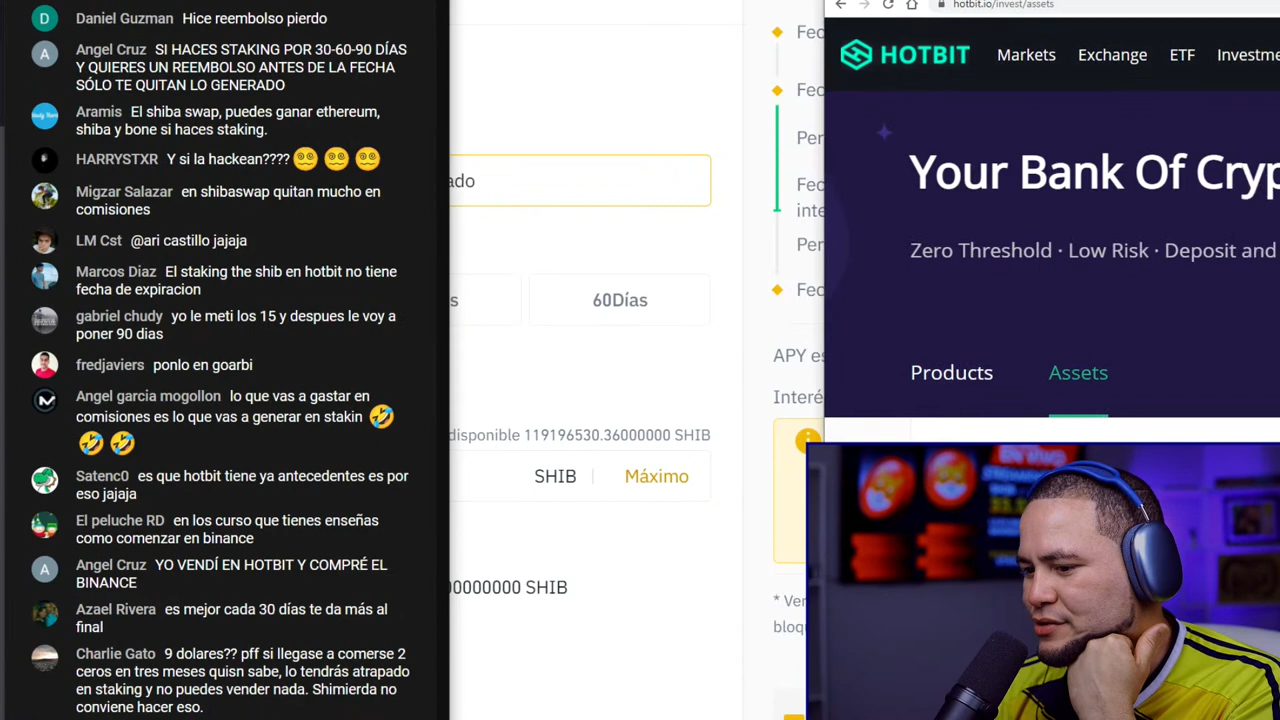 Daniel Guzman Hice reembolso pierdo
Angel Cruz SI HACES STAKING POR 30-60-90 DÍAS
Y QUIERES UN REEMBOLSO ANTES DE LA FECHA
SÓLO TE QUITAN LO GENERADO
Aramis El shiba swap, puedes ganar ethereum,
shiba y bone si haces staking.
HARRYSTXR Y si la hackean????
Migar Salazar en shibaswap quitan mucho en
comisiones
LM Cst @ari castillo jajaja
Marcos Diaz El staking the shib en hotbit no tiene
fecha de expiracion
gabriel chudy yo le meti los 15 y despues le voy a
poner 90 dias
frfdjaviers ponlo en goarbi
Angel garcia mogollon lo que vas a gastar en
comisiones es lo que vas a generar en stakin
Satenc0 es que hotbit tiene ya antecedentes es por
eso jajaja
El peluche RD en los curso que tienes enseñas
como comenzar en binance
Angel Cruz YO VENDÍ EN HOTBIT Y COMPRÉ EL
BINANCE
Azael Rivera es mejor cada 30 días te da más al
final
Charlie Gato 9 dolares?? pff si llegase a comerse 2
ceros en tres meses quisn sabe, lo tendrás atrapado
en staking y no puedes vender nada. Shimierda no
conviene hacer eso.
ado
s
60Días
disponible 119196530.36000000 SHIB
SHIB Máximo
00000000 SHIB
Fec
Fec
Per
Fec
inte
Per
Fec
APY es
Interé
* Ver
bloq
hotbit.io/invest/assets
HOTBIT Markets Exchange ETF Investme
Your Bank Of Cryp
Zero Threshold · Low Risk · Deposit and
Products Assets
EN VIVO